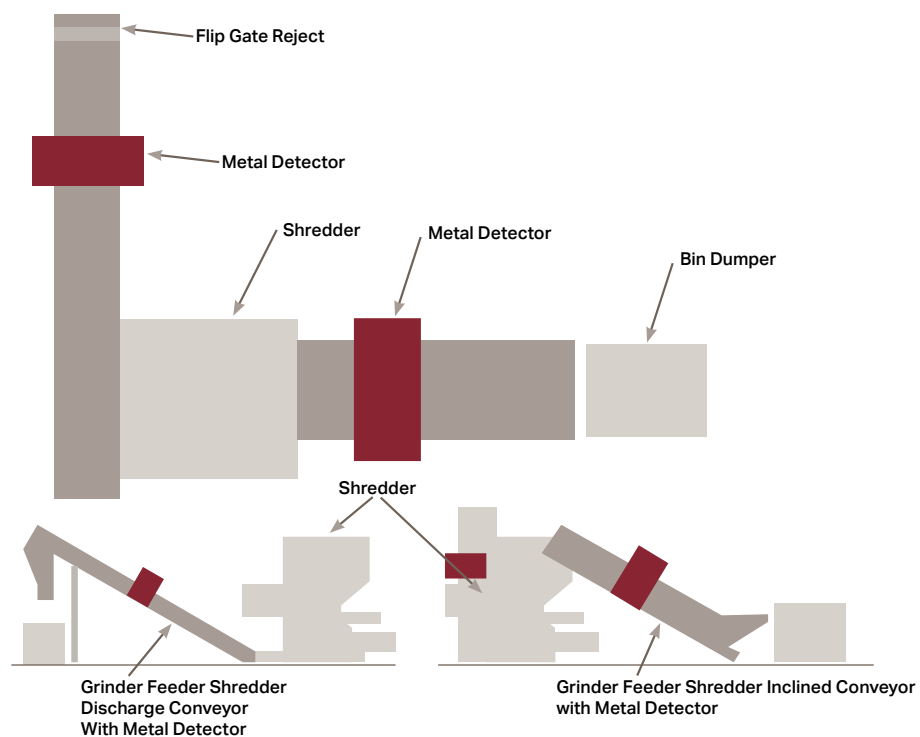 Flip Gate Reject
Metal Detector
Shredder
Metal Detector
Bin Dumper
Shredder
Grinder Feeder Shredder
Discharge Conveyor
With Metal Detector
Grinder Feeder Shredder Inclined Conveyor
with Metal Detector